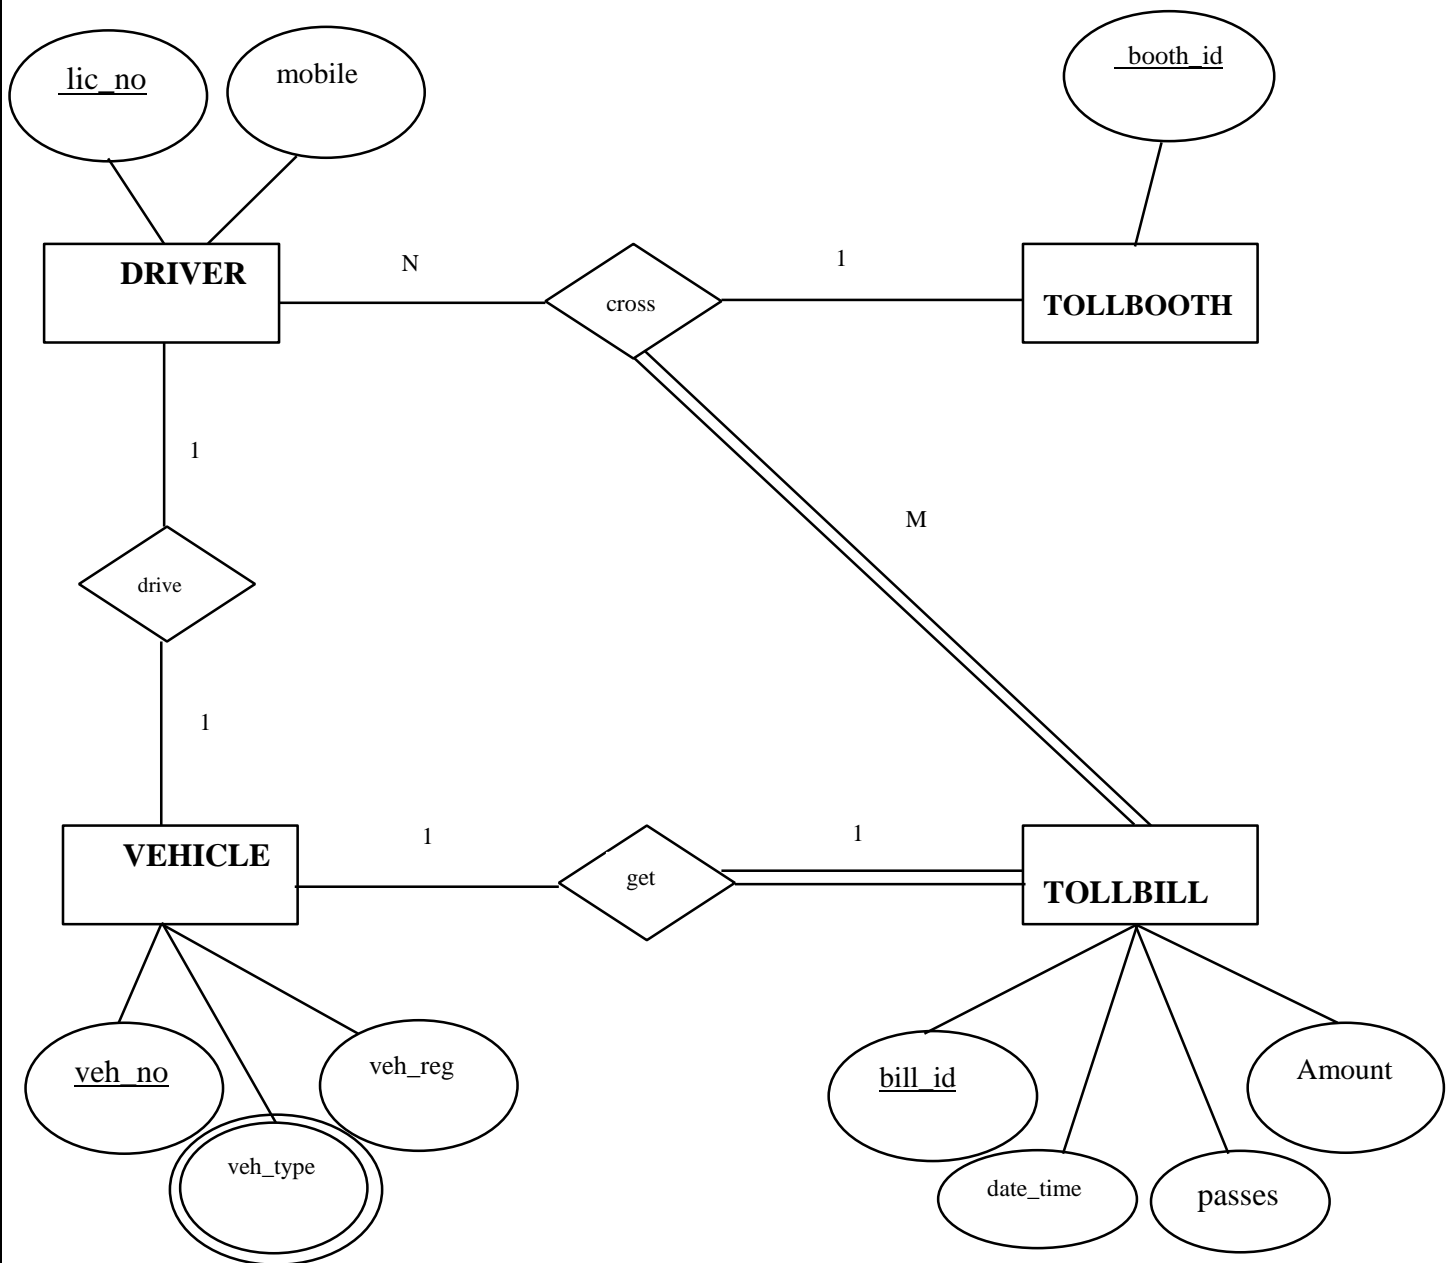 lic_no
mobile
booth_id
DRIVER
N
cross
1
TOLLBOOTH
1
M
drive
1
VEHICLE
1
get
1
TOLLBILL
veh_no
veh_type
veh_reg
bill_id
date_time
passes
Amount